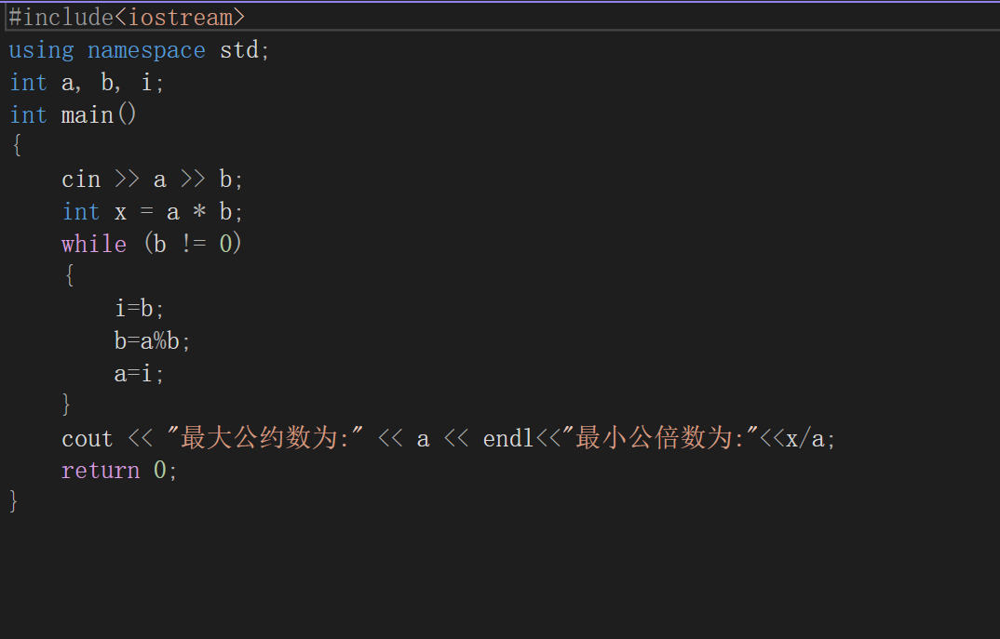 #include<iostream>
using namespace std;
int a, b, i;
int main()
{
    cin >> a >> b;
    int x = a * b;
    while (b != 0)
    {
        i=b;
        b=a%b;
        a=i;
    }
    cout << "最大公约数为:" << a << endl<<"最小公倍数为:"<<x/a;
    return 0;
}